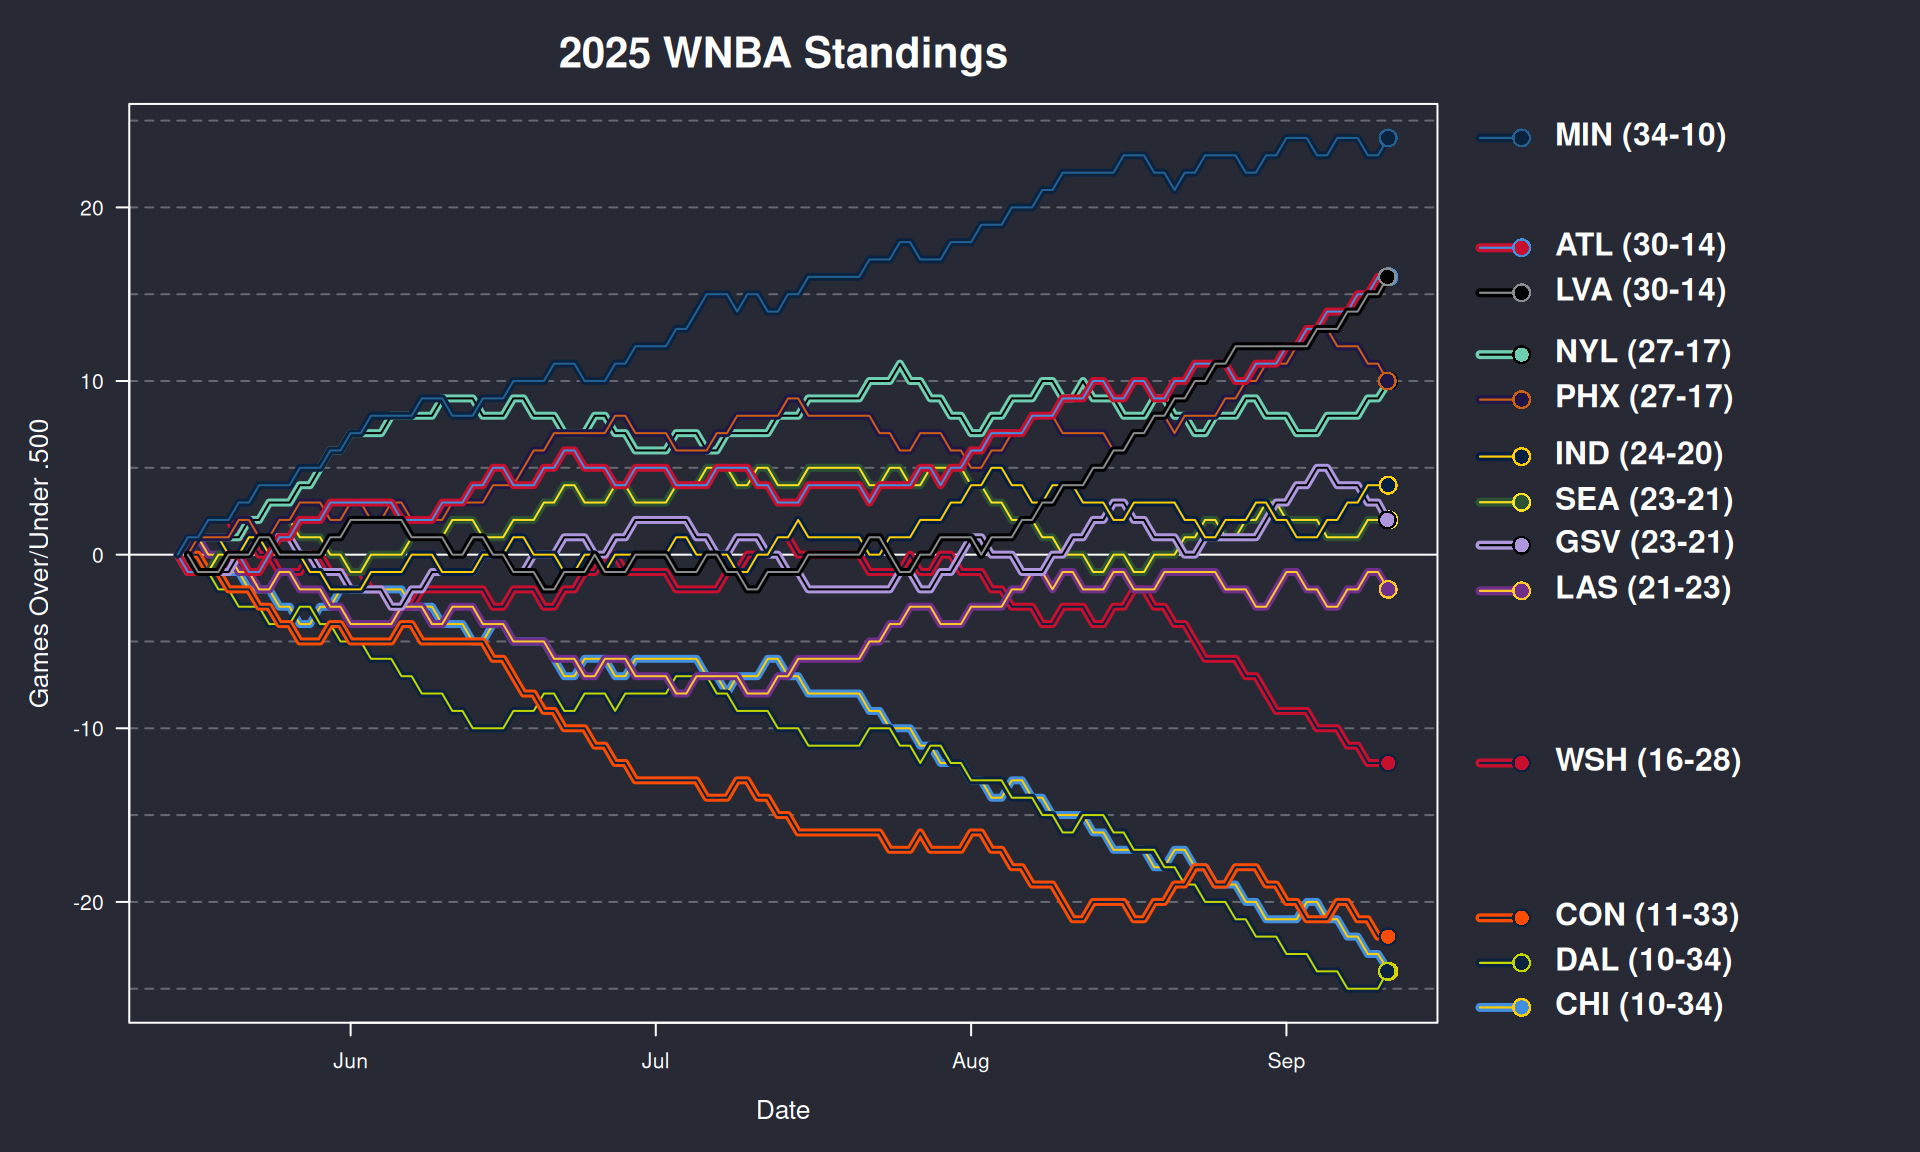 2025 WNBA Standings
Games Over/Under .500
20
10
0
-10
-20
Jun
Jul
Aug
Sep
Date
MIN (34-10)
ATL (30-14)
LVA (30-14)
NYL (27-17)
PHX (27-17)
IND (24-20)
SEA (23-21)
GSV (23-21)
LAS (21-23)
WSH (16-28)
CON (11-33)
DAL (10-34)
CHI (10-34)